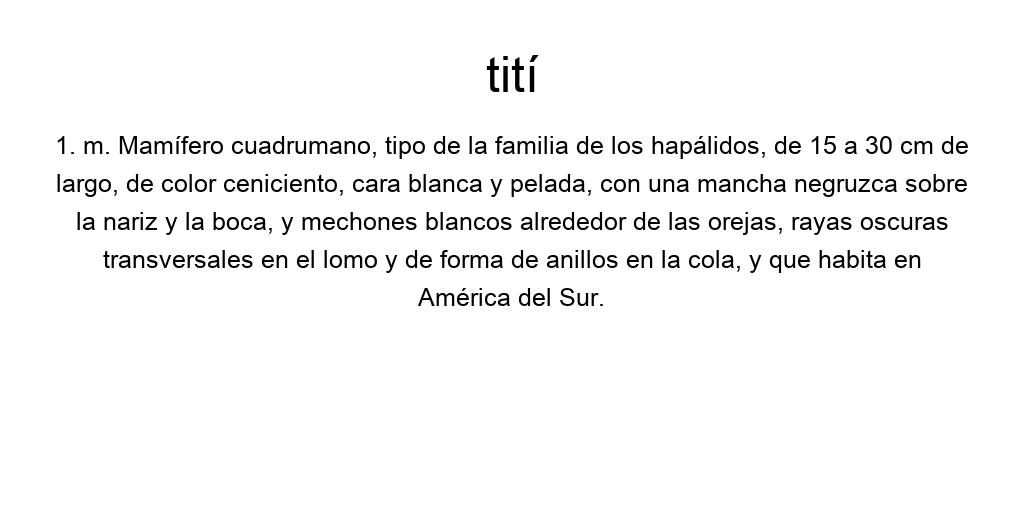 tití
1. m. Mamífero cuadrumano, tipo de la familia de los hapálidos, de 15 a 30 cm de
largo, de color ceniciento, cara blanca y pelada, con una mancha negruzca sobre
la nariz y la boca, y mechones blancos alrededor de las orejas, rayas oscuras
transversales en el lomo y de forma de anillos en la cola, y que habita en
América del Sur.